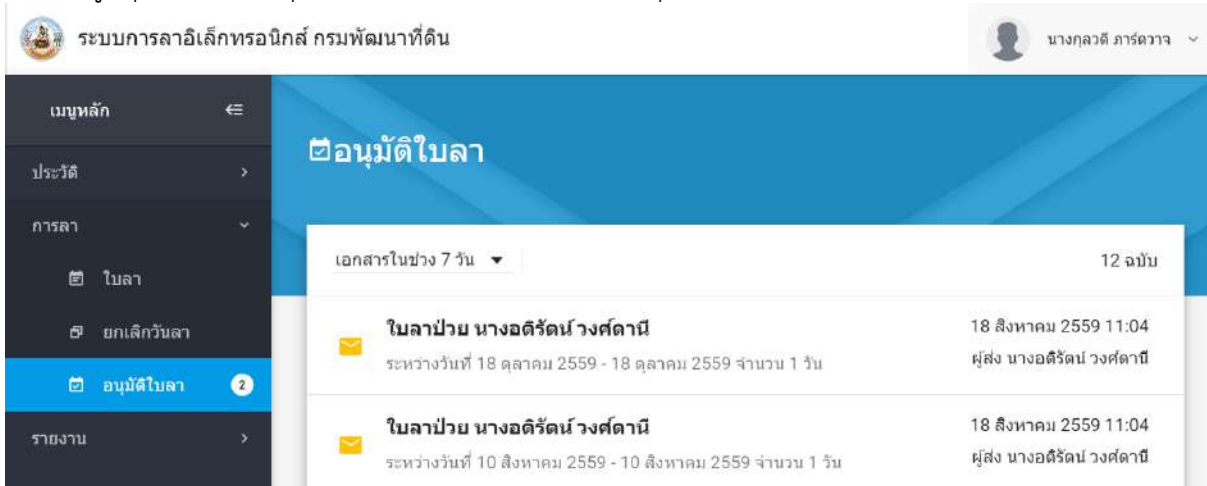 ระบบการลาอิเล็กทรอนิกส์ กรมพัฒนาที่ดิน
นางกุลวดี ภาร์ดวาจ
เมนูหลัก
ประวัติ
การลา
ใบลา
ยกเลิกวันลา
อนุมัติใบลา 2
รายงาน
อนุมัติใบลา
เอกสารในช่วง 7 วัน
12 ฉบับ
ใบลาป่วย นางอติรัตน์ วงศ์ดานี
18 สิงหาคม 2559 11:04
ระหว่างวันที่ 18 ตุลาคม 2559 - 18 ตุลาคม 2559 จำนวน 1 วัน
ผู้ส่ง นางอติรัตน์ วงศ์ดานี
ใบลาป่วย นางอติรัตน์ วงศ์ดานี
18 สิงหาคม 2559 11:04
ระหว่างวันที่ 10 สิงหาคม 2559 - 10 สิงหาคม 2559 จำนวน 1 วัน
ผู้ส่ง นางอติรัตน์ วงศ์ดานี